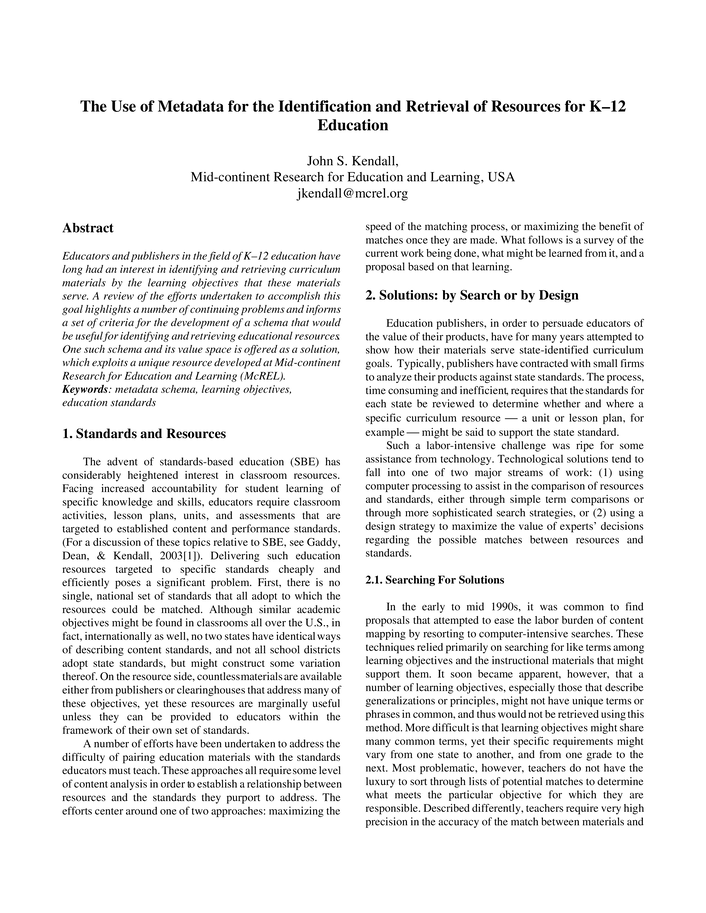 The Use of Metadata for the Identification and Retrieval of Resources for K–12
Education
John S. Kendall,
Mid-continent Research for Education and Learning, USA
jkendall@mcrel.org
Abstract
Educators and publishers in the field of K–12 education have
long had an interest in identifying and retrieving curriculum
materials by the learning objectives that these materials
serve. A review of the efforts undertaken to accomplish this
goal highlights a number of continuing problems and informs
a set of criteria for the development of a schema that would
be useful for identifying and retrieving educational resources.
One such schema and its value space is offered as a solution,
which exploits a unique resource developed at Mid-continent
Research for Education and Learning (McREL).
Keywords: metadata schema, learning objectives,
education standards
1. Standards and Resources
The advent of standards-based education (SBE) has
considerably heightened interest in classroom resources.
Facing increased accountability for student learning of
specific knowledge and skills, educators require classroom
activities, lesson plans, units, and assessments that are
targeted to established content and performance standards.
(For a discussion of these topics relative to SBE, see Gaddy,
Dean, & Kendall, 2003[1]). Delivering such education
resources targeted to specific standards cheaply and
efficiently poses a significant problem. First, there is no
single, national set of standards that all adopt to which the
resources could be matched. Although similar academic
objectives might be found in classrooms all over the U.S., in
fact, internationally as well, no two states have identical ways
of describing content standards, and not all school districts
adopt state standards, but might construct some variation
thereof. On the resource side, countless materials are available
either from publishers or clearinghouses that address many of
these objectives, yet these resources are marginally useful
unless they can be provided to educators within the
framework of their own set of standards.
A number of efforts have been undertaken to address the
difficulty of pairing education materials with the standards
educators must teach. These approaches all require some level
of content analysis in order to establish a relationship between
resources and the standards they purport to address. The
efforts center around one of two approaches: maximizing the
speed of the matching process, or maximizing the benefit of
matches once they are made. What follows is a survey of the
current work being done, what might be learned from it, and a
proposal based on that learning.
2. Solutions: by Search or by Design
Education publishers, in order to persuade educators of
the value of their products, have for many years attempted to
show how their materials serve state-identified curriculum
goals. Typically, publishers have contracted with small firms
to analyze their products against state standards. The process,
time consuming and inefficient, requires that the standards for
each state be reviewed to determine whether and where a
specific curriculum resource — a unit or lesson plan, for
example — might be said to support the state standard.
Such a labor-intensive challenge was ripe for some
assistance from technology. Technological solutions tend to
fall into one of two major streams of work: (1) using
computer processing to assist in the comparison of resources
and standards, either through simple term comparisons or
through more sophisticated search strategies, or (2) using a
design strategy to maximize the value of experts’ decisions
regarding the possible matches between resources and
standards.
2.1. Searching For Solutions
In the early to mid 1990s, it was common to find
proposals that attempted to ease the labor burden of content
mapping by resorting to computer-intensive searches. These
techniques relied primarily on searching for like terms among
learning objectives and the instructional materials that might
support them. It soon became apparent, however, that a
number of learning objectives, especially those that describe
generalizations or principles, might not have unique terms or
phrases in common, and thus would not be retrieved using this
method. More difficult is that learning objectives might share
many common terms, yet their specific requirements might
vary from one state to another, and from one grade to the
next. Most problematic, however, teachers do not have the
luxury to sort through lists of potential matches to determine
what meets the particular objective for which they are
responsible. Described differently, teachers require very high
precision in the accuracy of the match between materials and